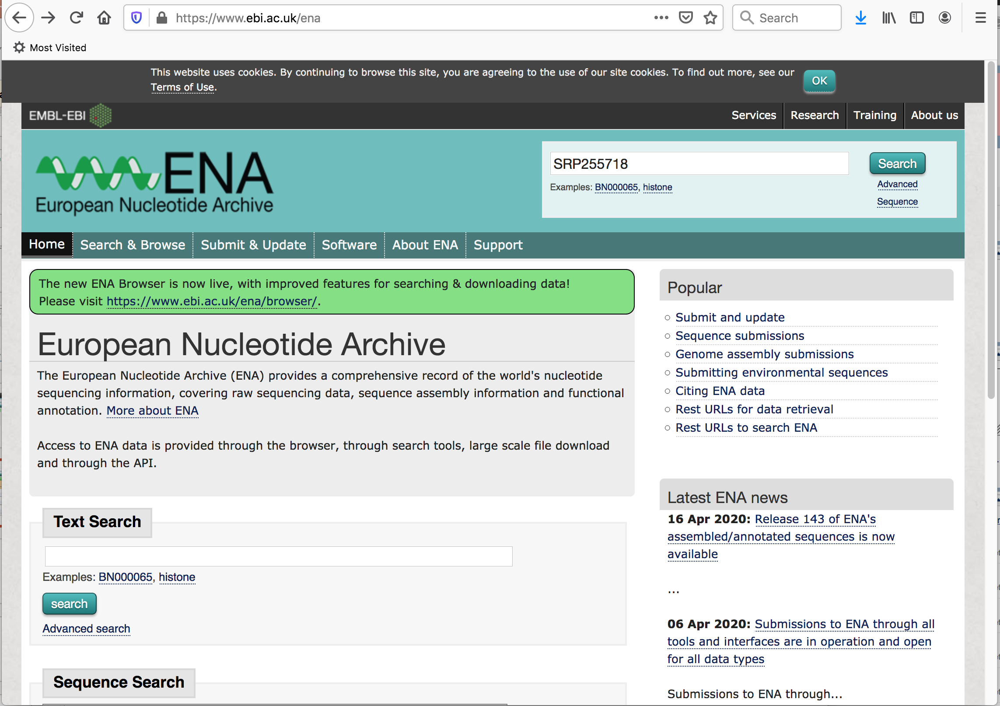 https://www.ebi.ac.uk/ena
Search
Most Visited
This website uses cookies. By continuing to browse this site, you are agreeing to the use of our site cookies. To find out more, see our
Terms of Use.
OK
EMBL-EBI
Services
Research
Training
About us
ENA
European Nucleotide Archive
SRP255718
Search
Examples: BN000065, histone
Advanced
Sequence
Home
Search & Browse
Submit & Update
Software
About ENA
Support
The new ENA Browser is now live, with improved features for searching & downloading data!
Please visit https://www.ebi.ac.uk/ena/browser/.
European Nucleotide Archive
The European Nucleotide Archive (ENA) provides a comprehensive record of the world's nucleotide
sequencing information, covering raw sequencing data, sequence assembly information and functional
annotation. More about ENA
Access to ENA data is provided through the browser, through search tools, large scale file download
and through the API.
Text Search
Examples: BN000065, histone
search
Advanced search
Sequence Search
Popular
Submit and update
Sequence submissions
Genome assembly submissions
Submitting environmental sequences
Citing ENA data
Rest URLs for data retrieval
Rest URLs to search ENA
Latest ENA news
16 Apr 2020: Release 143 of ENA's
assembled/annotated sequences is now
available
...
06 Apr 2020: Submissions to ENA through all
tools and interfaces are in operation and open
for all data types
Submissions to ENA through...